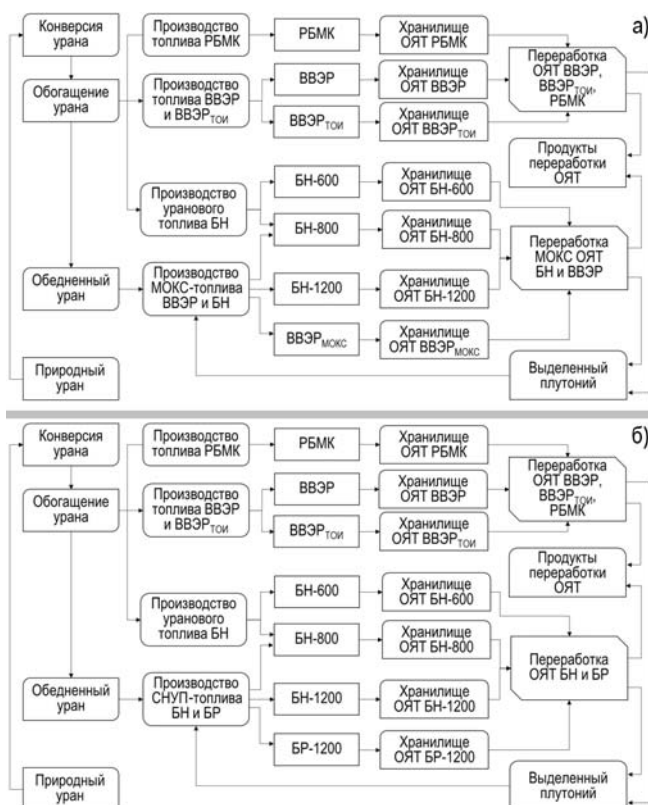 а)
Конверсия
урана
Производство
топлива РБМК
РБМК
Хранилище
ОЯТ РБМК
Переработка
ОЯТ ВВЭР,
ВВЭРТОИ,
РБМК
Обогащение
урана
Производство
топлива ВВЭР
и ВВЭРТОИ
ВВЭР
Хранилище
ОЯТ ВВЭР
ВВЭРТОИ
Хранилище
ОЯТ ВВЭРТОИ
Продукты
переработки
ОЯТ
Производство
уранового
топлива БН
БН-600
Хранилище
ОЯТ БН-600
БН-800
Хранилище
ОЯТ БН-800
Переработка
МОКС ОЯТ
БН и ВВЭР
Обедненный
уран
Производство
МОКС-топлива
ВВЭР и БН
БН-1200
Хранилище
ОЯТ БН-1200
ВВЭРМОКС
Хранилище
ОЯТ ВВЭРМОКС
Природный
уран
Выделенный
плутоний
б)
Конверсия
урана
Производство
топлива РБМК
РБМК
Хранилище
ОЯТ РБМК
Переработка
ОЯТ ВВЭР,
ВВЭРТОИ,
РБМК
Обогащение
урана
Производство
топлива ВВЭР
и ВВЭРТОИ
ВВЭР
Хранилище
ОЯТ ВВЭР
ВВЭРТОИ
Хранилище
ОЯТ ВВЭРТОИ
Продукты
переработки
ОЯТ
Производство
уранового
топлива БН
БН-600
Хранилище
ОЯТ БН-600
БН-800
Хранилище
ОЯТ БН-800
Переработка
ОЯТ БН и БР
Обедненный
уран
Производство
СНУП-топлива
БН и БР
БН-1200
Хранилище
ОЯТ БН-1200
БР-1200
Хранилище
ОЯТ БР-1200
Природный
уран
Выделенный
плутоний